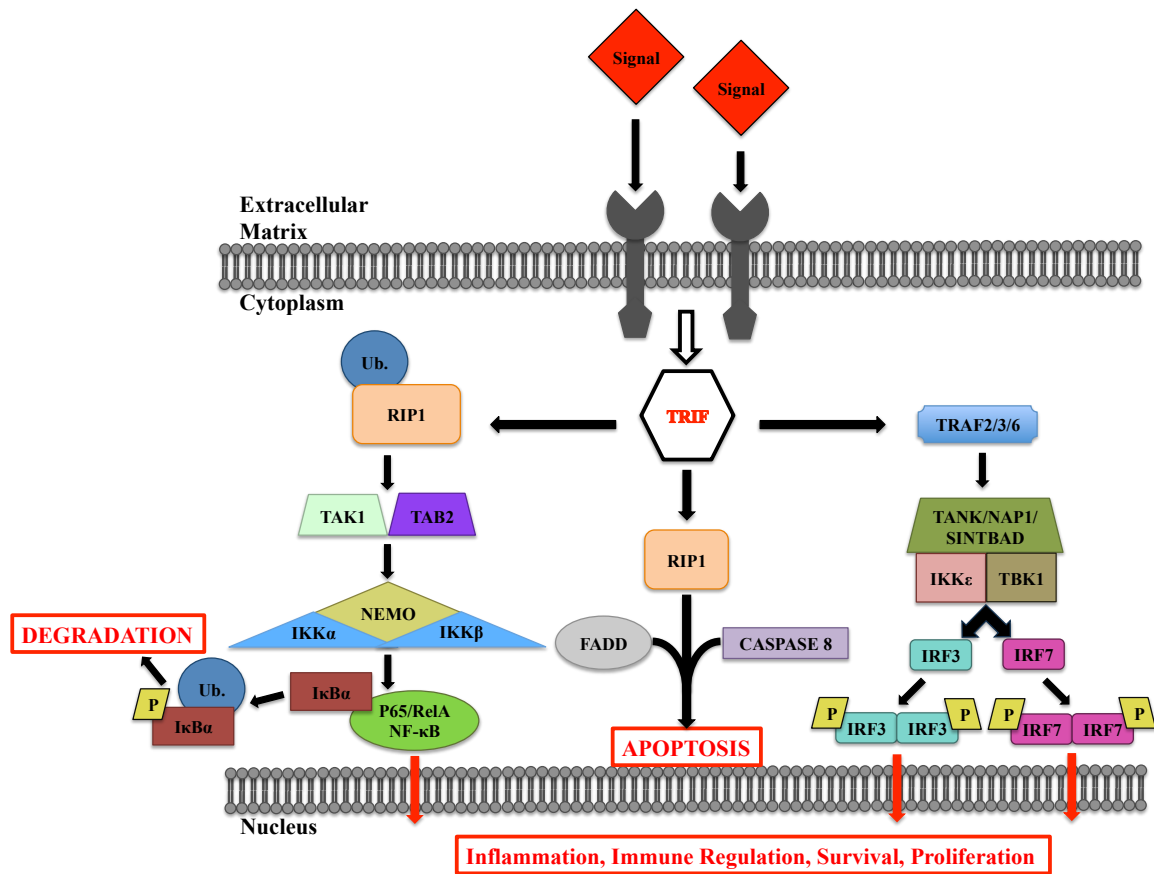 Signal
Signal
Extracellular
Matrix
Cytoplasm
Ub.
RIP1
TRIF
TRAF2/3/6
TAK1
TAB2
RIP1
TANK/NAP1/
SINTBAD
IKKε
TBK1
NEMO
IKKα
IKKβ
FADD
CASPASE 8
IRF3
IRF7
DEGRADATION
Ub.
P
IκBα
IκBα
P65/RelA
NF-κB
APOPTOSIS
P
IRF3
IRF3
P
P
IRF7
IRF7
P
Nucleus
Inflammation, Immune Regulation, Survival, Proliferation